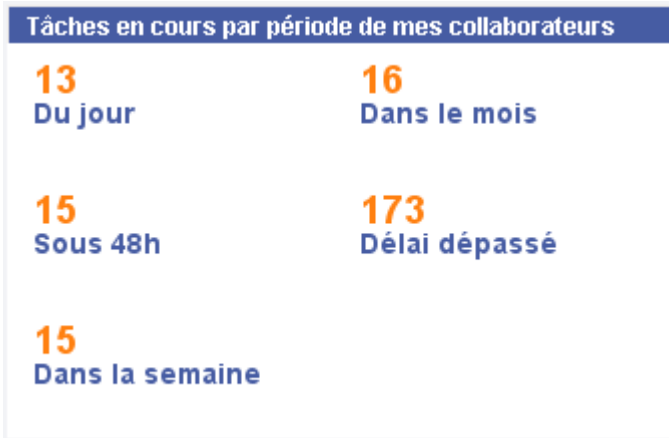 Tâches en cours par période de mes collaborateurs
13
Du jour
16
Dans le mois
15
Sous 48h
173
Délai dépassé
15
Dans la semaine